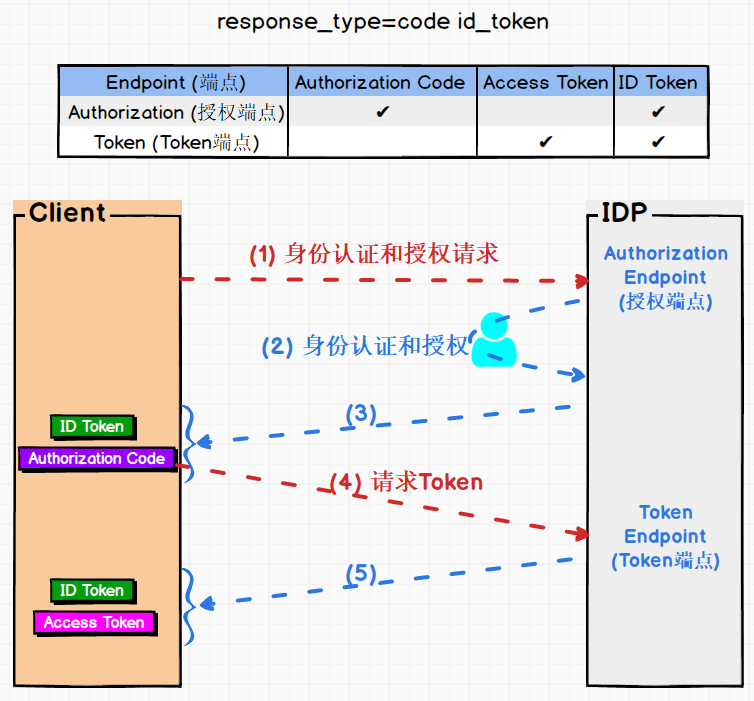 response_type=code id_token
Endpoint (端点) Authorization Code Access Token ID Token
Authorization (授权端点) ✔ ✔
Token (Token端点) ✔ ✔
Client
IDP
(1) 身份认证和授权请求
Authorization
Endpoint
(授权端点)
(2) 身份认证和授权
(3)
ID Token
Authorization Code
(4) 请求Token
Token
Endpoint
(Token端点)
(5)
ID Token
Access Token